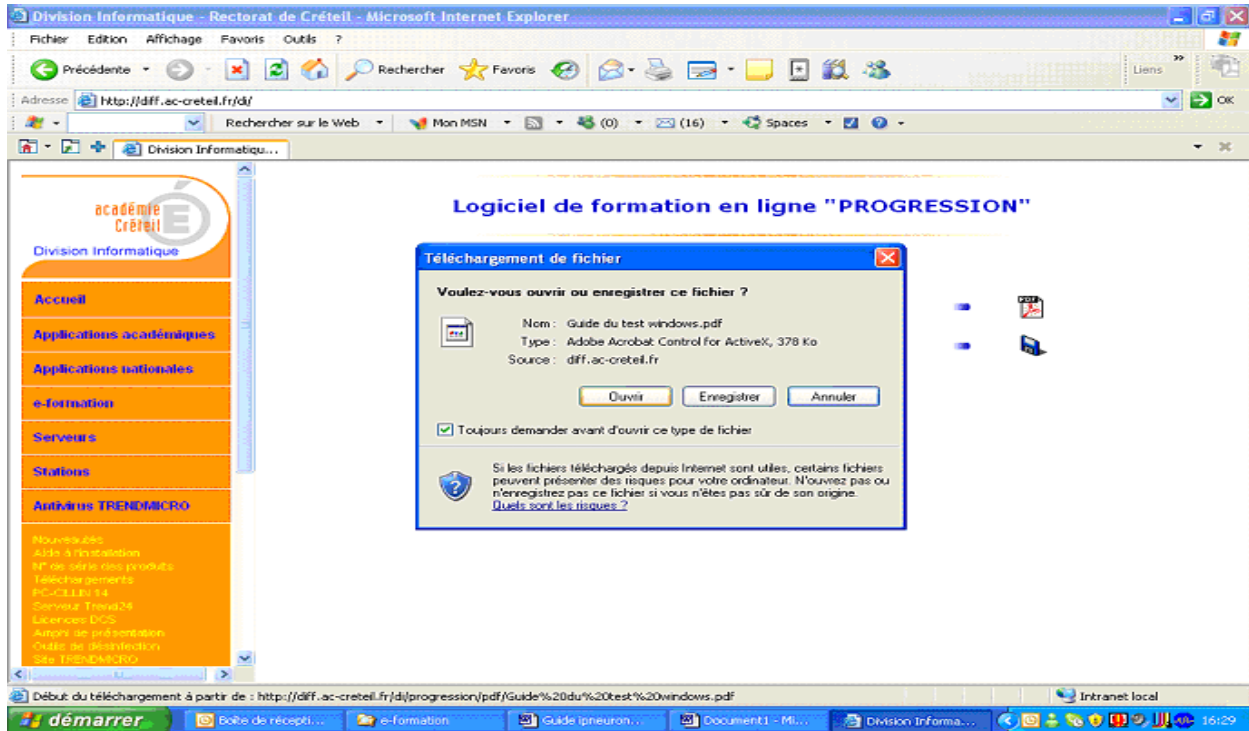 Division Informatique - Rectorat de Créteil - Microsoft Internet Explorer
Fichier Edition Affichage Favoris Outils ?
Précédente Rechercher Favoris Liens
Adresse http://diff.ac-creteil.fr/di/ OK
Rechercher sur le Web Mon MSN (0) (16) Spaces
Division Informatiqu...
académie
Créteil
Division Informatique
Accueil
Applications académiques
Applications nationales
e-formation
Serveurs
Stations
Antivirus TRENDMICRO
Nouveautés
Aide à l'installation
N° de série des produits
Téléchargements
PC-CILLIN 14
Serveur Trend24
Licences DCS
Amphi de présentation
Outils de désinfection
Site TRENDMICRO
Logiciel de formation en ligne "PROGRESSION"
Téléchargement de fichier
Voulez-vous ouvrir ou enregistrer ce fichier ?
Nom : Guide du test windows.pdf
Type : Adobe Acrobat Control for ActiveX, 378 Ko
Source : diff.ac-creteil.fr
Ouvrir Enregistrer Annuler
Toujours demander avant d'ouvrir ce type de fichier
Si les fichiers téléchargés depuis Internet sont utiles, certains fichiers
peuvent présenter des risques pour votre ordinateur. N'ouvrez pas ou
n'enregistrez pas ce fichier si vous n'êtes pas sûr de son origine.
Quels sont les risques ?
PDF
Début du téléchargement à partir de : http://diff.ac-creteil.fr/di/progression/pdf/Guide%20du%20test%20windows.pdf
Intranet local
démarrer Boîte de récepti... e-formation Guide ipneuron... Document1 - Mi... Division Informa... 16:29